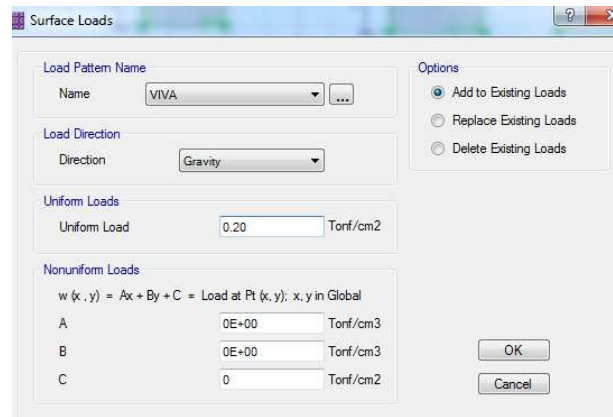 Surface Loads
Load Pattern Name
Name VIVA ...
Load Direction
Direction Gravity
Uniform Loads
Uniform Load 0.20 Tonf/cm2
Nonuniform Loads
w (x , y) = Ax + By + C = Load at Pt (x, y); x, y in Global
A 0E+00 Tonf/cm3
B 0E+00 Tonf/cm3
C 0 Tonf/cm2
Options
Add to Existing Loads
Replace Existing Loads
Delete Existing Loads
OK
Cancel